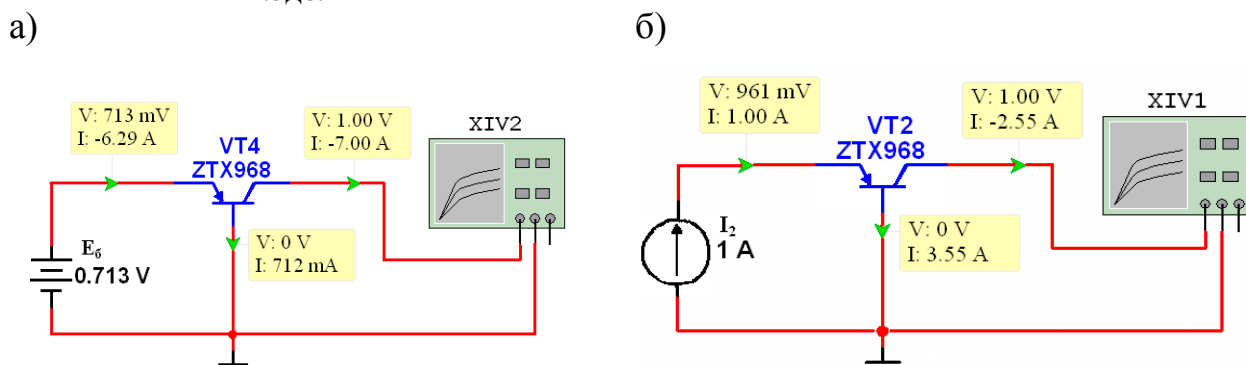 а)
V: 713 mV
I: -6.29 A
VT4
ZTX968
V: 1.00 V
I: -7.00 A
XIV2
V: 0 V
I: 712 mA
Eб
0.713 V
б)
V: 961 mV
I: 1.00 A
VT2
ZTX968
V: 1.00 V
I: -2.55 A
XIV1
V: 0 V
I: 3.55 A
I₂
1 A